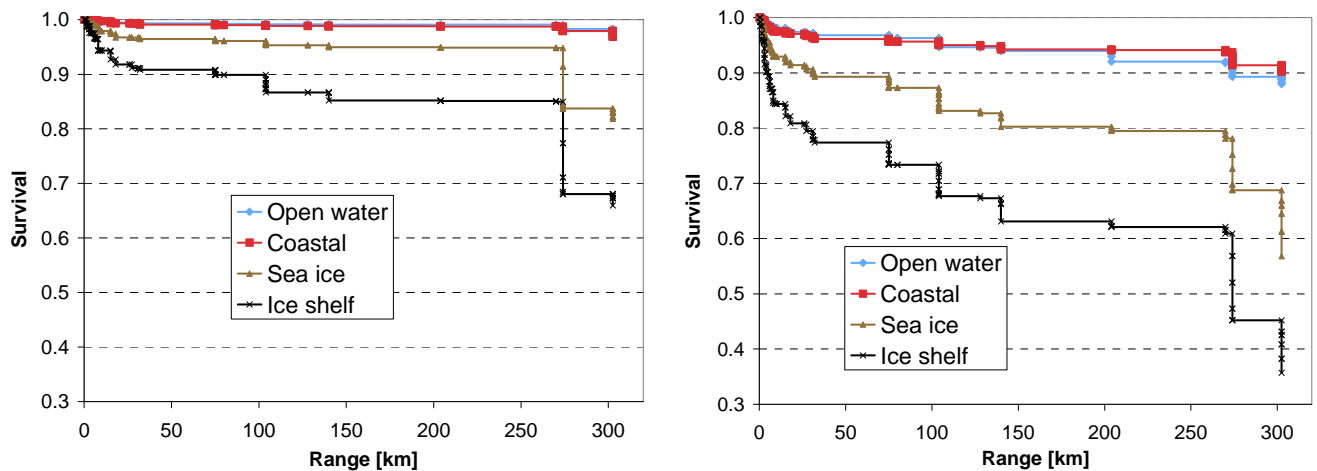 1.0
0.9
0.8
0.7
0.6
0.5
0.4
0.3
Survival
0 50 100 150 200 250 300
Range [km]
Open water
Coastal
Sea ice
Ice shelf
1.0
0.9
0.8
0.7
0.6
0.5
0.4
0.3
Survival
0 50 100 150 200 250 300
Range [km]
Open water
Coastal
Sea ice
Ice shelf